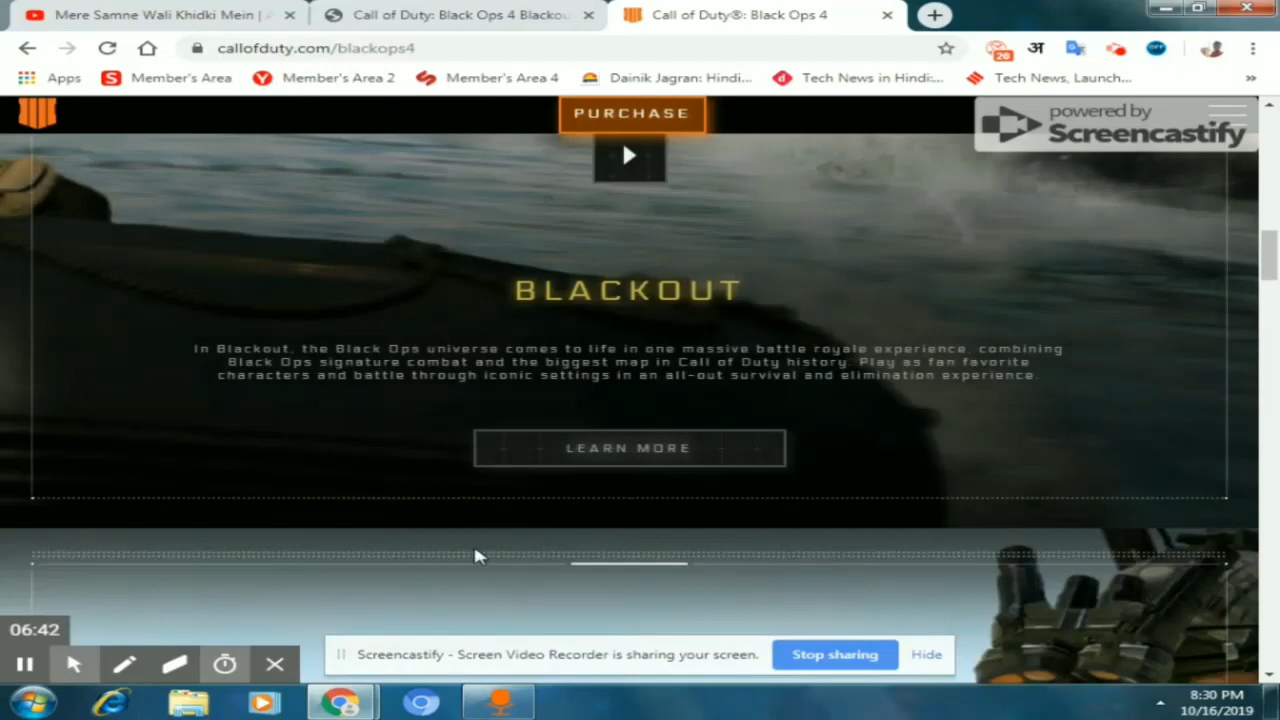 Mere Samne Wali Khidki Mein |
Call of Duty: Black Ops 4 Blackou
Call of Duty®: Black Ops 4
callofduty.com/blackops4
20
अ
OFF
Apps
Member's Area
Member's Area 2
Member's Area 4
Dainik Jagran: Hindi...
Tech News in Hindi:...
Tech News, Launch...
»
PURCHASE
powered by
Screencastify
BLACKOUT
In Blackout, the Black Ops universe comes to life in one massive battle royale experience, combining
Black Ops signature combat and the biggest map in Call of Duty history. Play as fan favorite
characters and battle through iconic settings in an all-out survival and elimination experience.
LEARN MORE
06:42
Screencastify - Screen Video Recorder is sharing your screen.
Stop sharing
Hide
8:30 PM
10/16/2019